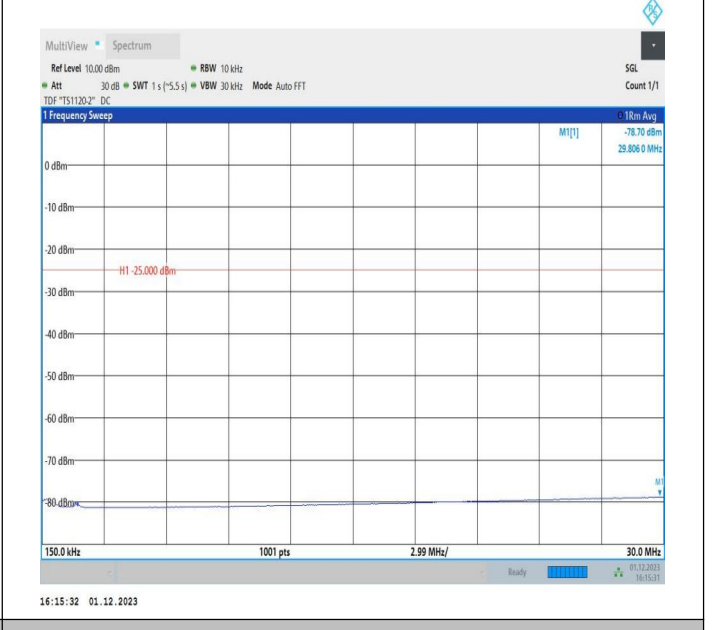 MultiView Spectrum
Ref Level 10.00 dBm RBW 10 kHz SGL
Att 30 dB SWT 1 s (~5.5 s) VBW 30 kHz Mode Auto FFT Count 1/1
TDF "TS1120-2" DC
1 Frequency Sweep 1Rm Avg
M1[1] -78.70 dBm
29.806 0 MHz
0 dBm
-10 dBm
-20 dBm
H1 -25.000 dBm
-30 dBm
-40 dBm
-50 dBm
-60 dBm
-70 dBm
M1
-80 dBm
150.0 kHz 1001 pts 2.99 MHz/ 30.0 MHz
Ready 01.12.2023
16:15:31
16:15:32 01.12.2023